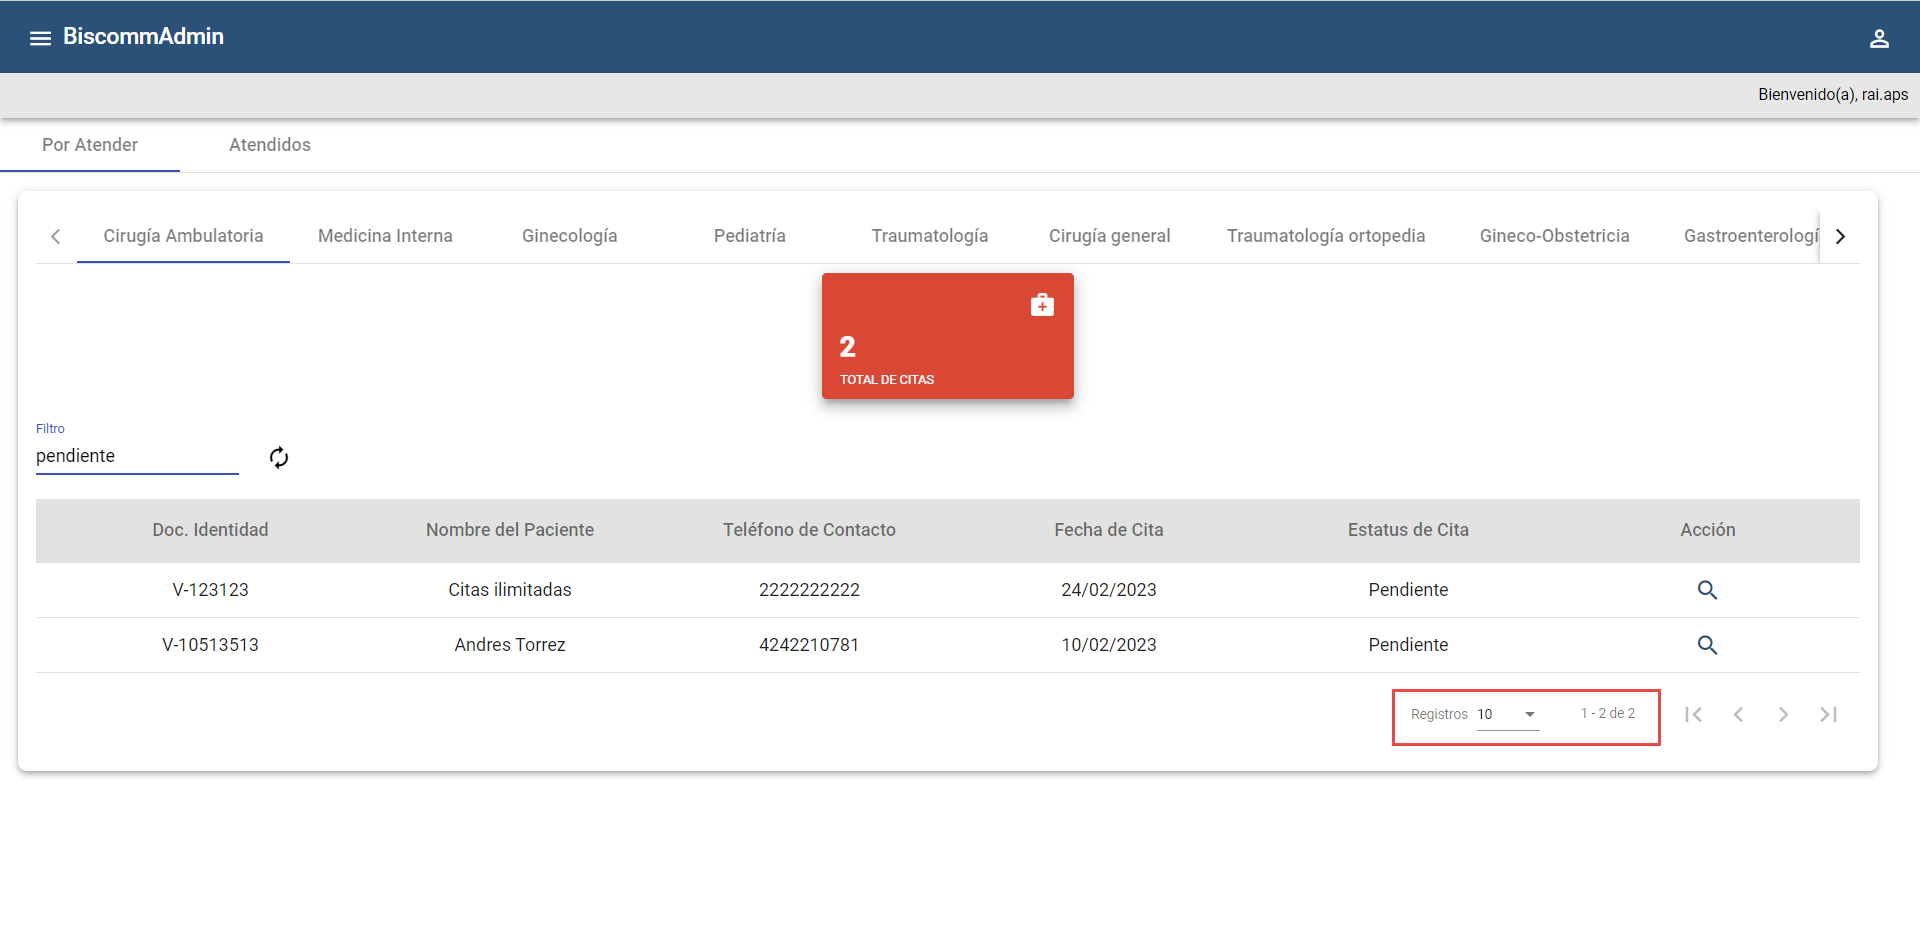 BiscommAdmin
Bienvenido(a), rai.aps
Por Atender Atendidos
Cirugía Ambulatoria Medicina Interna Ginecología Pediatría Traumatología Cirugía general Traumatología ortopedia Gineco-Obstetricia Gastroenterologí
2
TOTAL DE CITAS
Filtro
pendiente
Doc. Identidad Nombre del Paciente Teléfono de Contacto Fecha de Cita Estatus de Cita Acción
V-123123 Citas ilimitadas 2222222222 24/02/2023 Pendiente
V-10513513 Andres Torrez 4242210781 10/02/2023 Pendiente
Registros 10 1 - 2 de 2